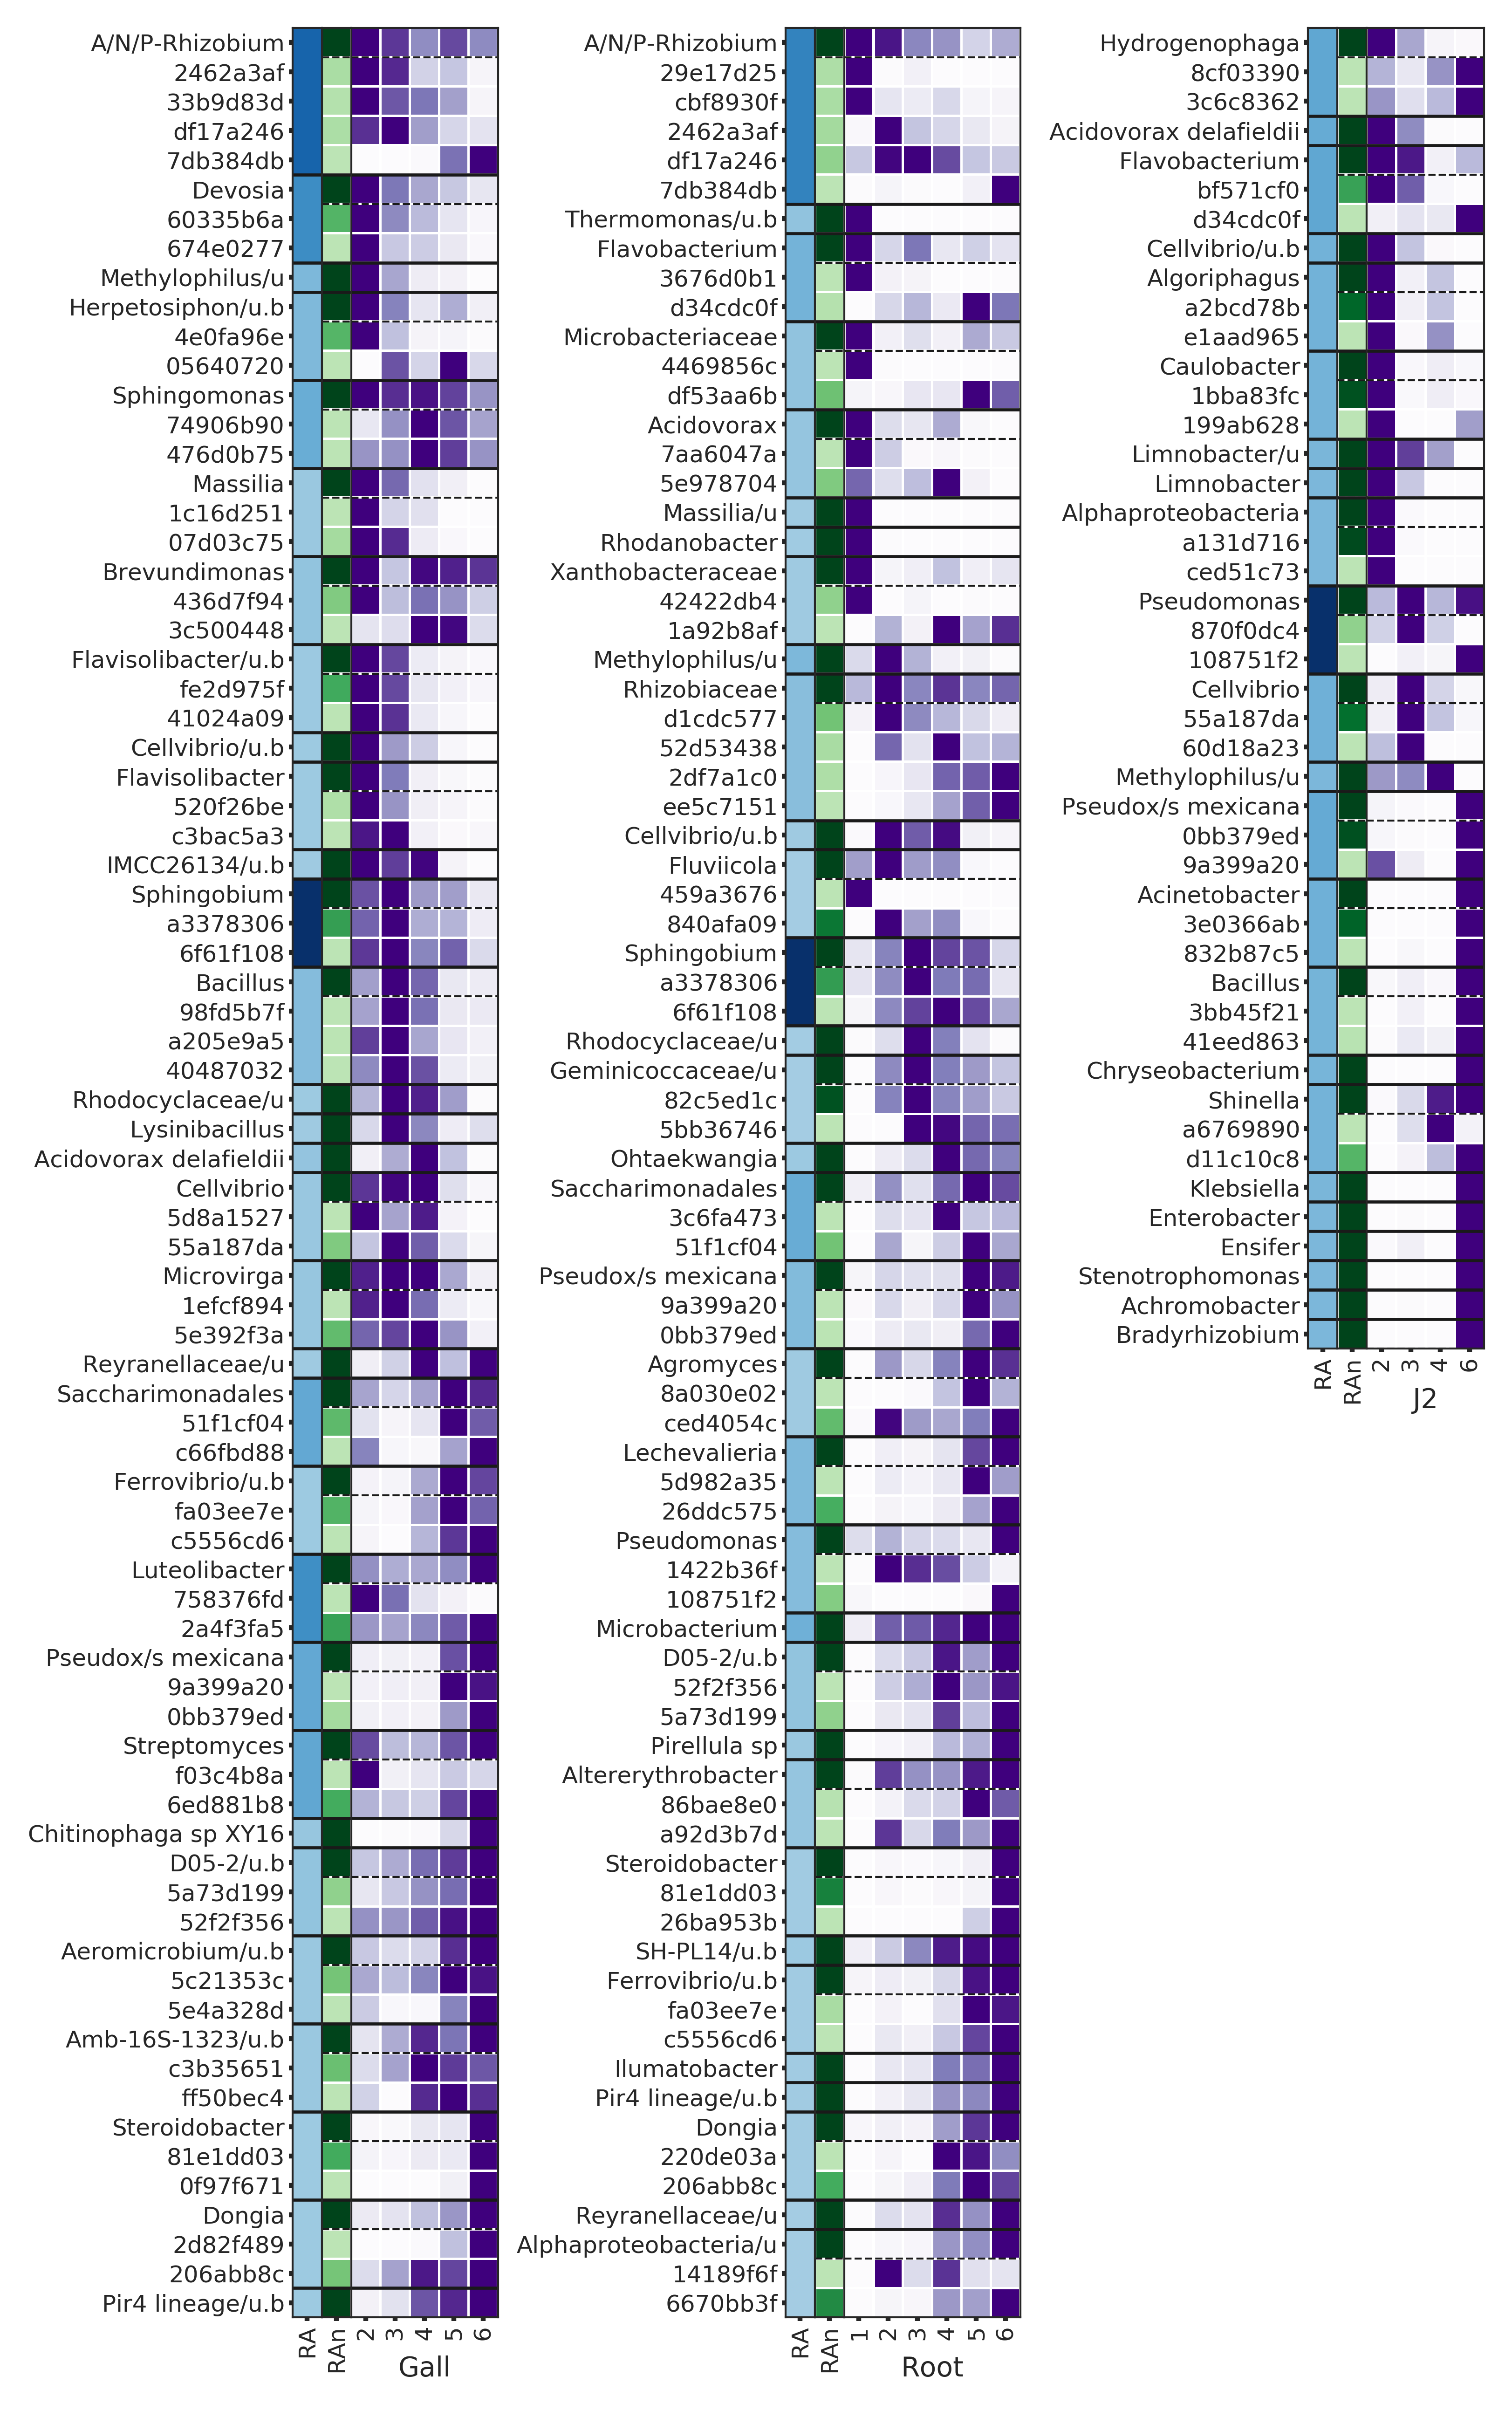 A/N/P-Rhizobium
2462a3af
33b9d83d
df17a246
7db384db
Devosia
60335b6a
674e0277
Methylophilus/u
Herpetosiphon/u.b
4e0fa96e
05640720
Sphingomonas
74906b90
476d0b75
Massilia
1c16d251
07d03c75
Brevundimonas
436d7f94
3c500448
Flavisolibacter/u.b
fe2d975f
41024a09
Cellvibrio/u.b
Flavisolibacter
520f26be
c3bac5a3
IMCC26134/u.b
Sphingobium
a3378306
6f61f108
Bacillus
98fd5b7f
a205e9a5
40487032
Rhodocyclaceae/u
Lysinibacillus
Acidovorax delafieldii
Cellvibrio
5d8a1527
55a187da
Microvirga
1efcf894
5e392f3a
Reyranellaceae/u
Saccharimonadales
51f1cf04
c66fbd88
Ferrovibrio/u.b
fa03ee7e
c5556cd6
Luteolibacter
758376fd
2a4f3fa5
Pseudox/s mexicana
9a399a20
0bb379ed
Streptomyces
f03c4b8a
6ed881b8
Chitinophaga sp XY16
D05-2/u.b
5a73d199
52f2f356
Aeromicrobium/u.b
5c21353c
5e4a328d
Amb-16S-1323/u.b
c3b35651
ff50bec4
Steroidobacter
81e1dd03
0f97f671
Dongia
2d82f489
206abb8c
Pir4 lineage/u.b
RA
RAn
2
3
4
5
6
Gall
A/N/P-Rhizobium
29e17d25
cbf8930f
2462a3af
df17a246
7db384db
Thermomonas/u.b
Flavobacterium
3676d0b1
d34cdc0f
Microbacteriaceae
4469856c
df53aa6b
Acidovorax
7aa6047a
5e978704
Massilia/u
Rhodanobacter
Xanthobacteraceae
42422db4
1a92b8af
Methylophilus/u
Rhizobiaceae
d1cdc577
52d53438
2df7a1c0
ee5c7151
Cellvibrio/u.b
Fluviicola
459a3676
840afa09
Sphingobium
a3378306
6f61f108
Rhodocyclaceae/u
Geminicoccaceae/u
82c5ed1c
5bb36746
Ohtaekwangia
Saccharimonadales
3c6fa473
51f1cf04
Pseudox/s mexicana
9a399a20
0bb379ed
Agromyces
8a030e02
ced4054c
Lechevalieria
5d982a35
26ddc575
Pseudomonas
1422b36f
108751f2
Microbacterium
D05-2/u.b
52f2f356
5a73d199
Pirellula sp
Altererythrobacter
86bae8e0
a92d3b7d
Steroidobacter
81e1dd03
26ba953b
SH-PL14/u.b
Ferrovibrio/u.b
fa03ee7e
c5556cd6
Ilumatobacter
Pir4 lineage/u.b
Dongia
220de03a
206abb8c
Reyranellaceae/u
Alphaproteobacteria/u
14189f6f
6670bb3f
RA
RAn
1
2
3
4
5
6
Root
Hydrogenophaga
8cf03390
3c6c8362
Acidovorax delafieldii
Flavobacterium
bf571cf0
d34cdc0f
Cellvibrio/u.b
Algoriphagus
a2bcd78b
e1aad965
Caulobacter
1bba83fc
199ab628
Limnobacter/u
Limnobacter
Alphaproteobacteria
a131d716
ced51c73
Pseudomonas
870f0dc4
108751f2
Cellvibrio
55a187da
60d18a23
Methylophilus/u
Pseudox/s mexicana
0bb379ed
9a399a20
Acinetobacter
3e0366ab
832b87c5
Bacillus
3bb45f21
41eed863
Chryseobacterium
Shinella
a6769890
d11c10c8
Klebsiella
Enterobacter
Ensifer
Stenotrophomonas
Achromobacter
Bradyrhizobium
RA
RAn
2
3
4
6
J2